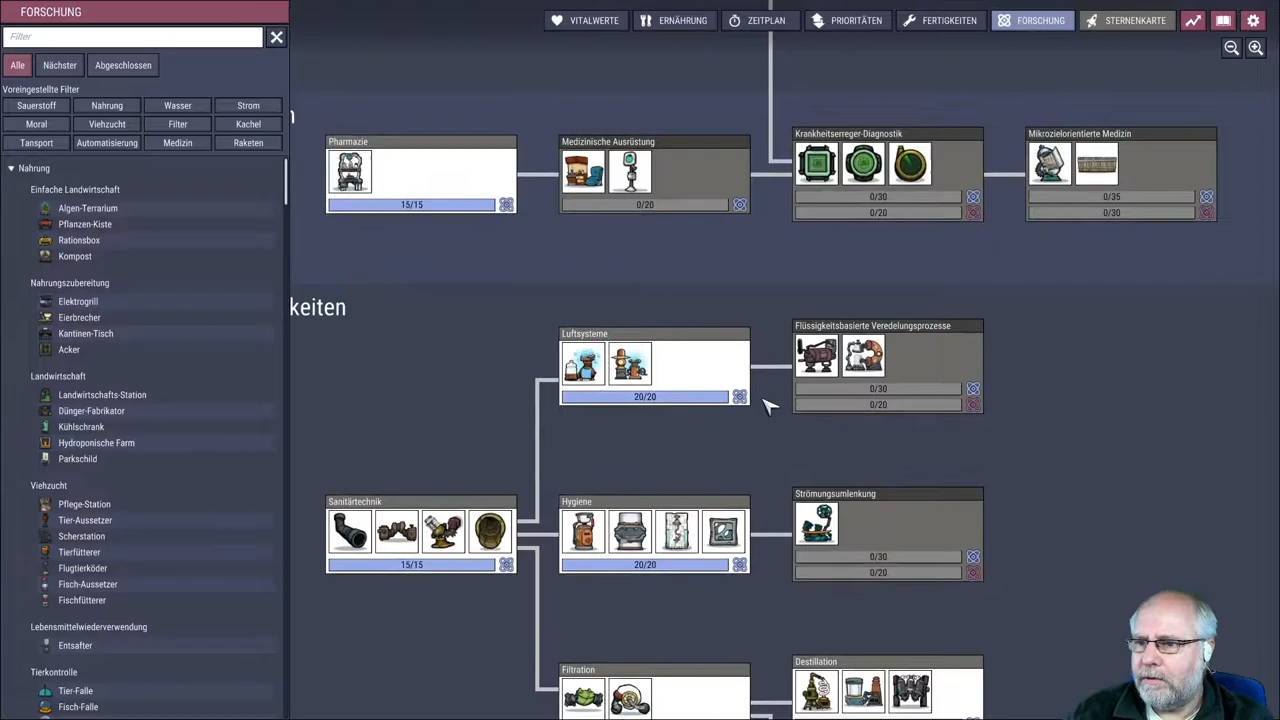 FORSCHUNG
Filter
Alle
Nächster
Abgeschlossen
Voreingestellte Filter
Sauerstoff
Nahrung
Wasser
Strom
Moral
Viehzucht
Filter
Kachel
Transport
Automatisierung
Medizin
Raketen
Nahrung
Einfache Landwirtschaft
Algen-Terrarium
Pflanzen-Kiste
Rationsbox
Kompost
Nahrungszubereitung
Elektrogrill
Eierbrecher
Kantinen-Tisch
Acker
Landwirtschaft
Landwirtschafts-Station
Dünger-Fabrikator
Kühlschrank
Hydroponische Farm
Parkschild
Viehzucht
Pflege-Station
Tier-Aussetzer
Scherstation
Tierfütterer
Flugtierköder
Fisch-Aussetzer
Fischfütterer
Lebensmittelwiederverwendung
Entsafter
Tierkontrolle
Tier-Falle
Fisch-Falle
VITALWERTE
ERNÄHRUNG
ZEITPLAN
PRIORITÄTEN
FERTIGKEITEN
FORSCHUNG
STERNENKARTE
n
Pharmazie
15/15
Medizinische Ausrüstung
0/20
Krankheitserreger-Diagnostik
0/30
0/20
Mikrozielorientierte Medizin
0/35
0/30
keiten
Luftsysteme
20/20
Flüssigkeitsbasierte Veredelungsprozesse
0/30
0/20
Sanitärtechnik
15/15
Hygiene
20/20
Strömungsumlenkung
0/30
0/20
Filtration
Destillation